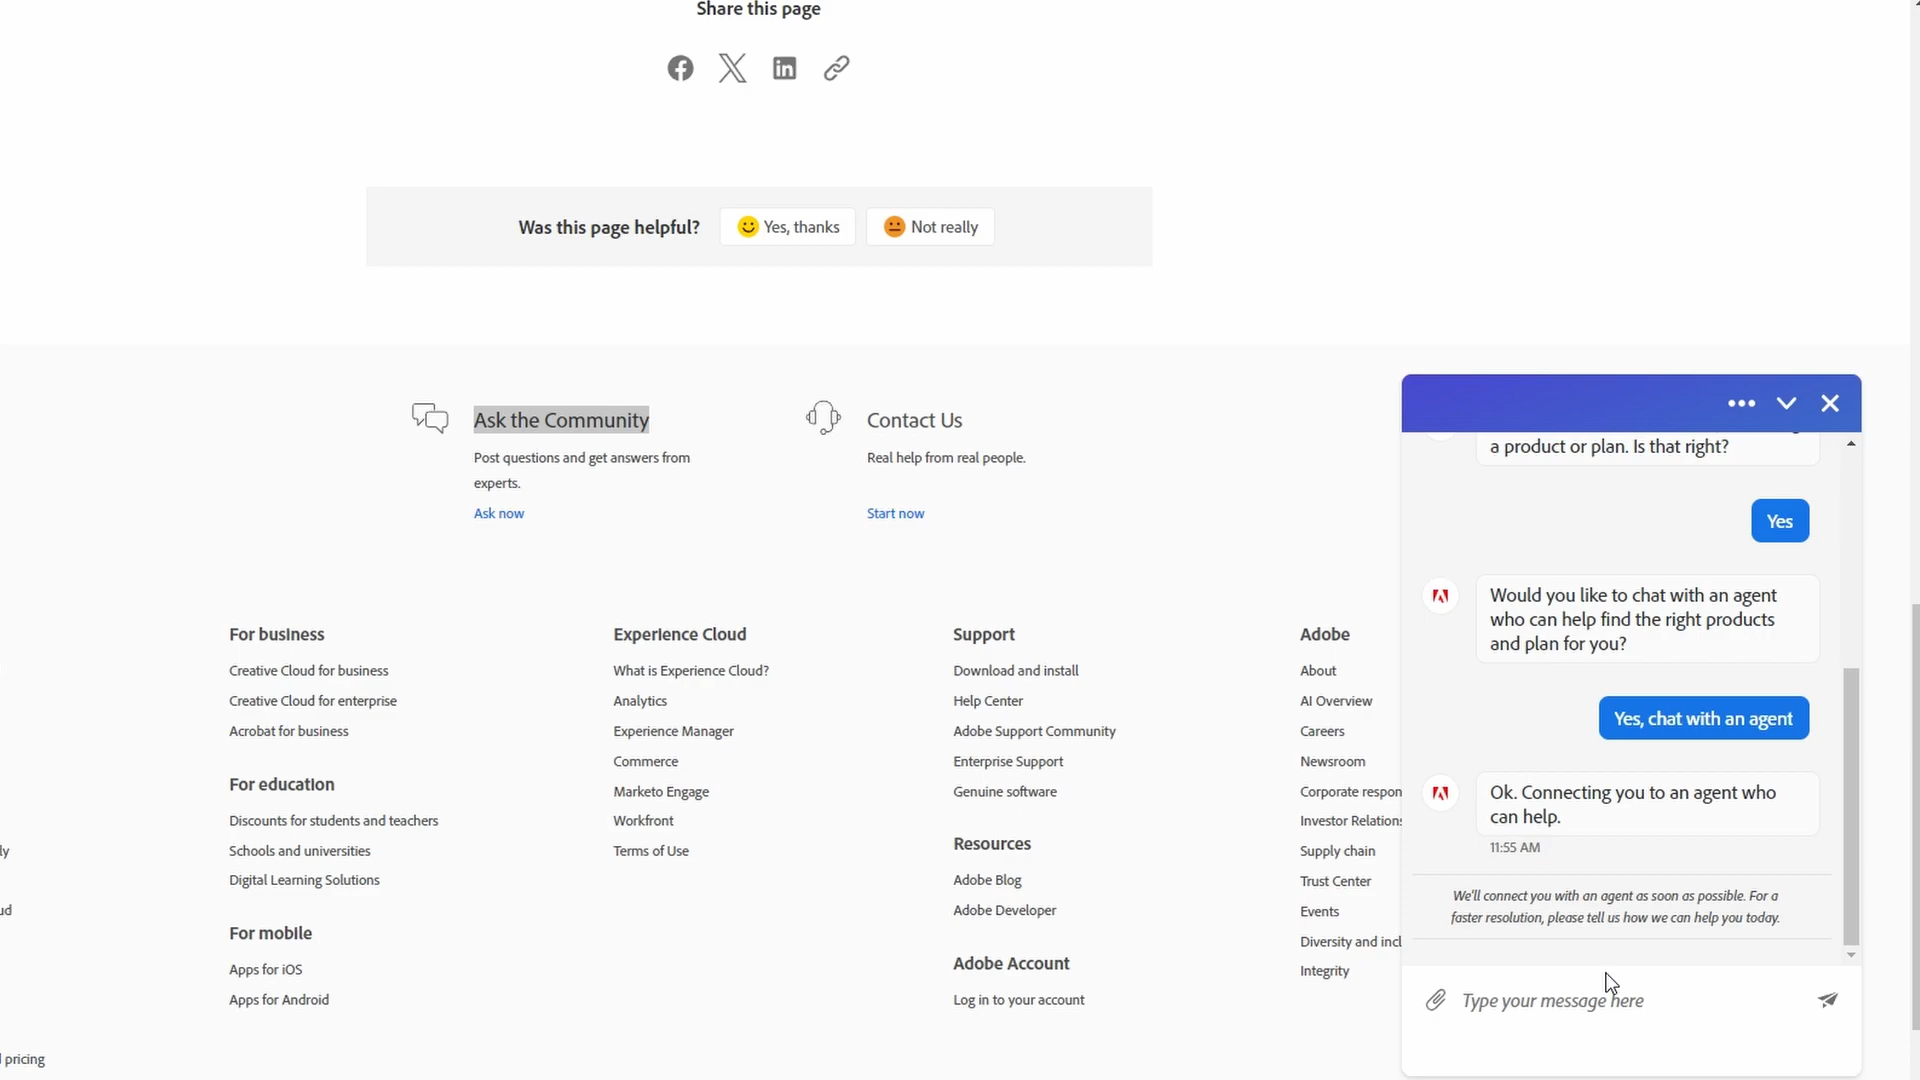 Share this page
Was this page helpful?
Yes, thanks
Not really
Ask the Community
Post questions and get answers from
experts.
Ask now
Contact Us
Real help from real people.
Start now
For business
Creative Cloud for business
Creative Cloud for enterprise
Acrobat for business
For education
Discounts for students and teachers
Schools and universities
Digital Learning Solutions
For mobile
Apps for iOS
Apps for Android
Experience Cloud
What is Experience Cloud?
Analytics
Experience Manager
Commerce
Marketo Engage
Workfront
Terms of Use
Support
Download and install
Help Center
Adobe Support Community
Enterprise Support
Genuine software
Resources
Adobe Blog
Adobe Developer
Adobe Account
Log in to your account
Adobe
About
AI Overview
Careers
Newsroom
Corporate respon
Investor Relations
Supply chain
Trust Center
Events
Diversity and incl
Integrity
ly
ud
pricing
a product or plan. Is that right?
Yes
Would you like to chat with an agent
who can help find the right products
and plan for you?
Yes, chat with an agent
Ok. Connecting you to an agent who
can help.
11:55 AM
We'll connect you with an agent as soon as possible. For a
faster resolution, please tell us how we can help you today.
Type your message here